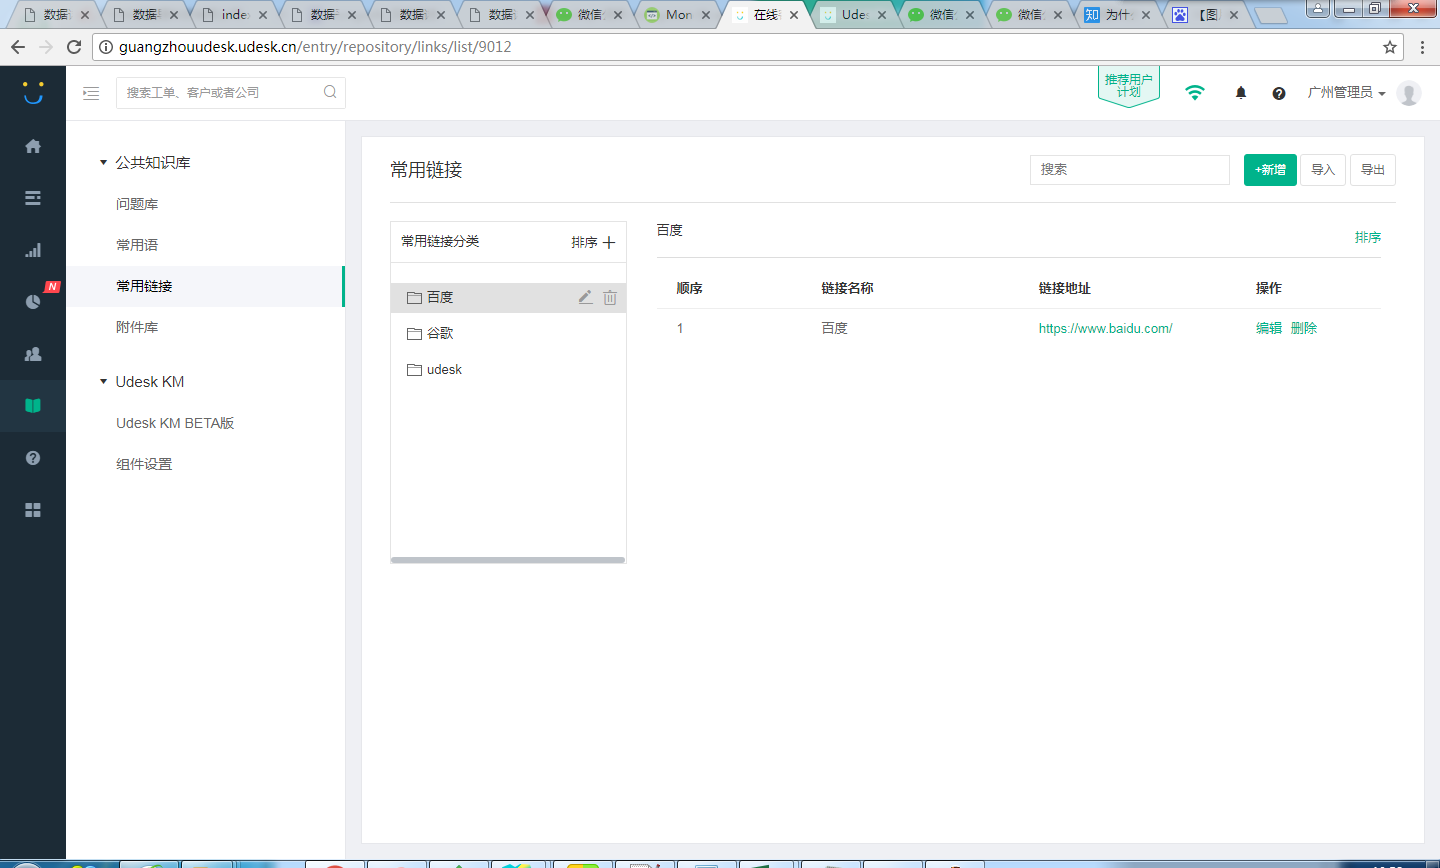 数据
数据
index
数据
数据
数据
微信
Mon
在线
Udesk
微信
微信
为什
【图
guangzhouudesk.udesk.cn/entry/repository/links/list/9012
搜索工单、客户或者公司
推荐用户
计划
广州管理员
N
公共知识库
问题库
常用语
常用链接
附件库
Udesk KM
Udesk KM BETA版
组件设置
常用链接
搜索
+新增
导入
导出
常用链接分类
排序
百度
谷歌
udesk
百度
排序
顺序 链接名称 链接地址 操作
1 百度 https://www.baidu.com/ 编辑 删除